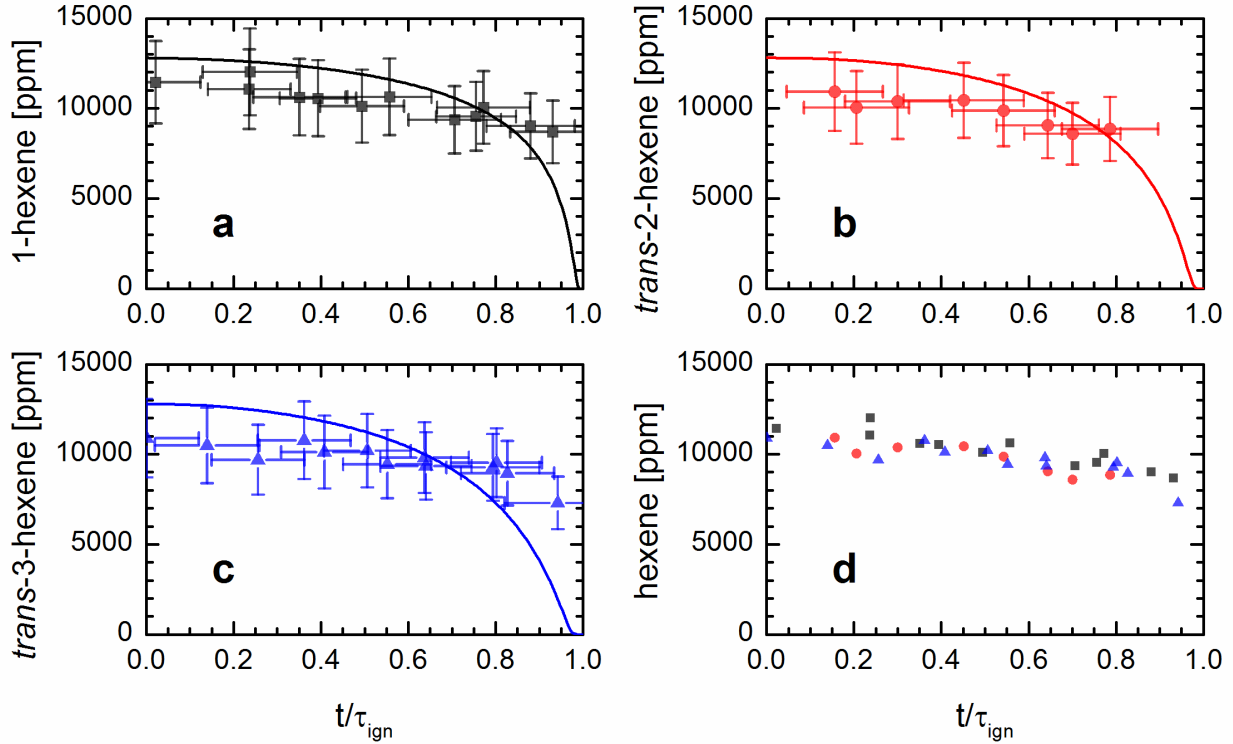 1-hexene [ppm]
15000
10000
5000
0
a
0.0 0.2 0.4 0.6 0.8 1.0
trans-2-hexene [ppm]
15000
10000
5000
0
b
0.0 0.2 0.4 0.6 0.8 1.0
trans-3-hexene [ppm]
15000
10000
5000
0
c
0.0 0.2 0.4 0.6 0.8 1.0
t/τign
hexene [ppm]
15000
10000
5000
0
d
0.0 0.2 0.4 0.6 0.8 1.0
t/τign